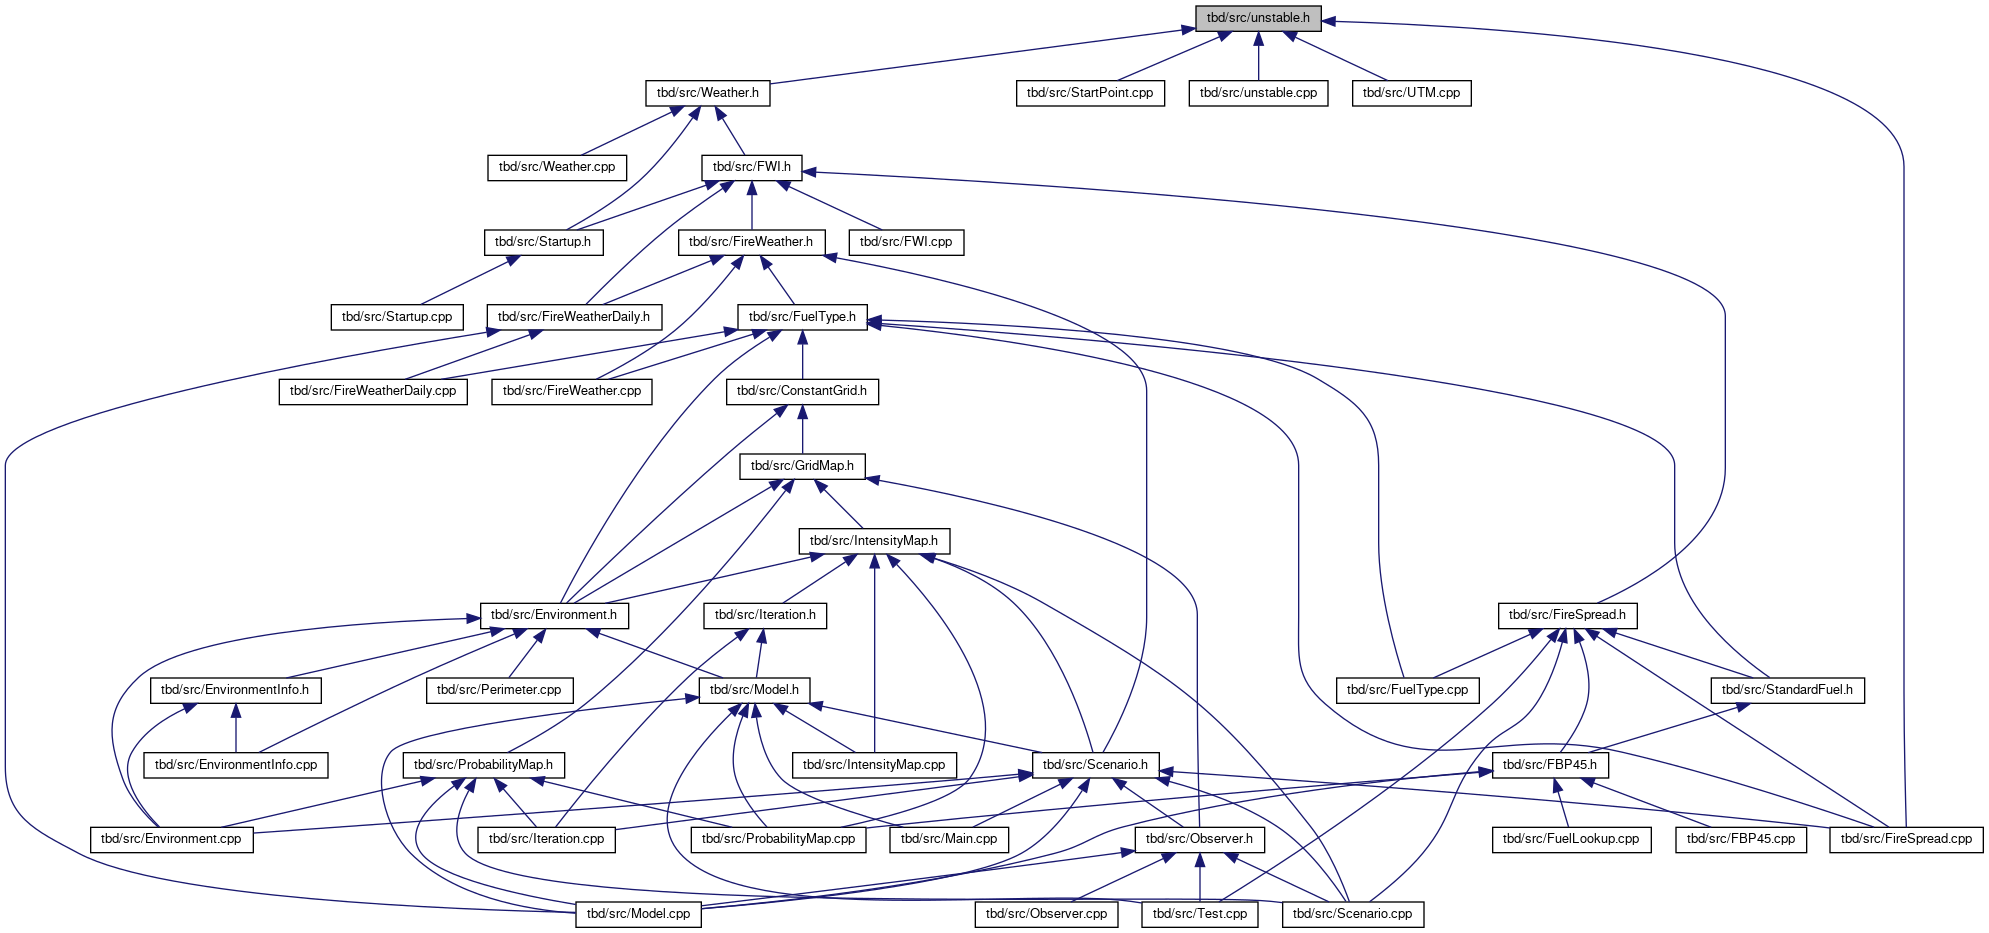 tbd/src/unstable.h
tbd/src/Weather.h
tbd/src/StartPoint.cpp
tbd/src/unstable.cpp
tbd/src/UTM.cpp
tbd/src/Weather.cpp
tbd/src/FWI.h
tbd/src/Startup.h
tbd/src/FireWeather.h
tbd/src/FWI.cpp
tbd/src/Startup.cpp
tbd/src/FireWeatherDaily.h
tbd/src/FuelType.h
tbd/src/FireWeatherDaily.cpp
tbd/src/FireWeather.cpp
tbd/src/ConstantGrid.h
tbd/src/GridMap.h
tbd/src/IntensityMap.h
tbd/src/Environment.h
tbd/src/Iteration.h
tbd/src/FireSpread.h
tbd/src/EnvironmentInfo.h
tbd/src/Perimeter.cpp
tbd/src/Model.h
tbd/src/FuelType.cpp
tbd/src/StandardFuel.h
tbd/src/EnvironmentInfo.cpp
tbd/src/ProbabilityMap.h
tbd/src/IntensityMap.cpp
tbd/src/Scenario.h
tbd/src/FBP45.h
tbd/src/Environment.cpp
tbd/src/Iteration.cpp
tbd/src/ProbabilityMap.cpp
tbd/src/Main.cpp
tbd/src/Observer.h
tbd/src/FuelLookup.cpp
tbd/src/FBP45.cpp
tbd/src/FireSpread.cpp
tbd/src/Model.cpp
tbd/src/Observer.cpp
tbd/src/Test.cpp
tbd/src/Scenario.cpp